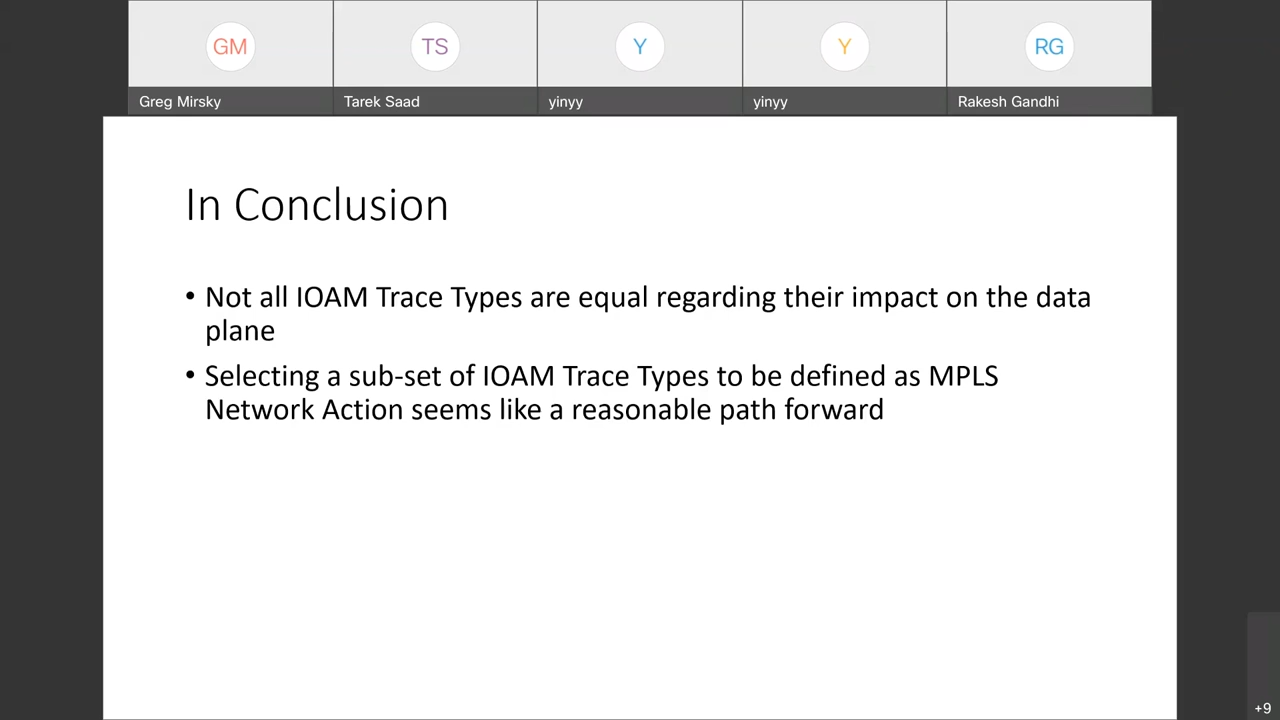 GM
TS
Y
Y
RG
Greg Mirsky
Tarek Saad
yinyy
yinyy
Rakesh Gandhi
In Conclusion
• Not all IOAM Trace Types are equal regarding their impact on the data
plane
• Selecting a sub-set of IOAM Trace Types to be defined as MPLS
Network Action seems like a reasonable path forward
+9